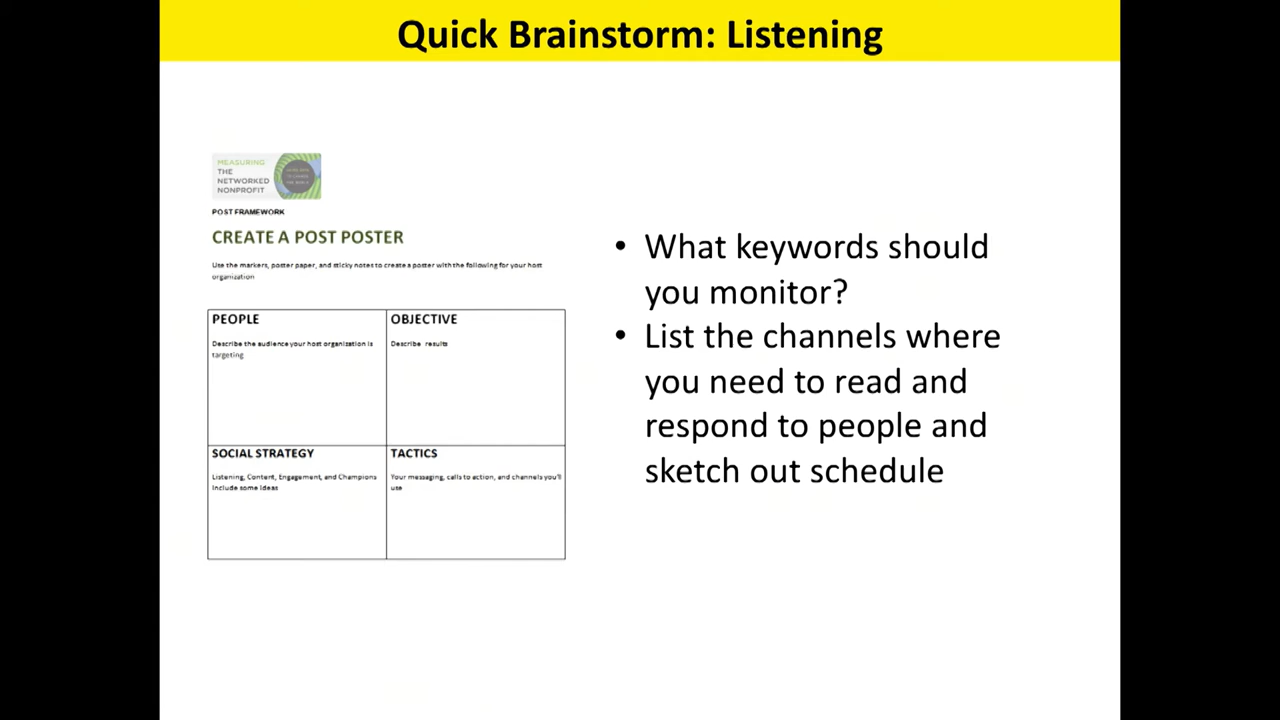 Quick Brainstorm: Listening
MEASURING
THE
NETWORKED
NONPROFIT
POST FRAMEWORK
CREATE A POST POSTER
Use the markers, poster paper, and sticky notes to create a poster with the following for your host
organization
PEOPLE
Describe the audience your host organization is
targeting
OBJECTIVE
Describe results
SOCIAL STRATEGY
Listening, Content, Engagement, and Champions
Include some ideas
TACTICS
Your messaging, calls to action, and channels you'll
use
• What keywords should
you monitor?
• List the channels where
you need to read and
respond to people and
sketch out schedule